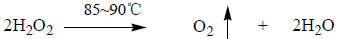 85~90℃
2H₂O₂ ⟶ O₂↑ + 2H₂O